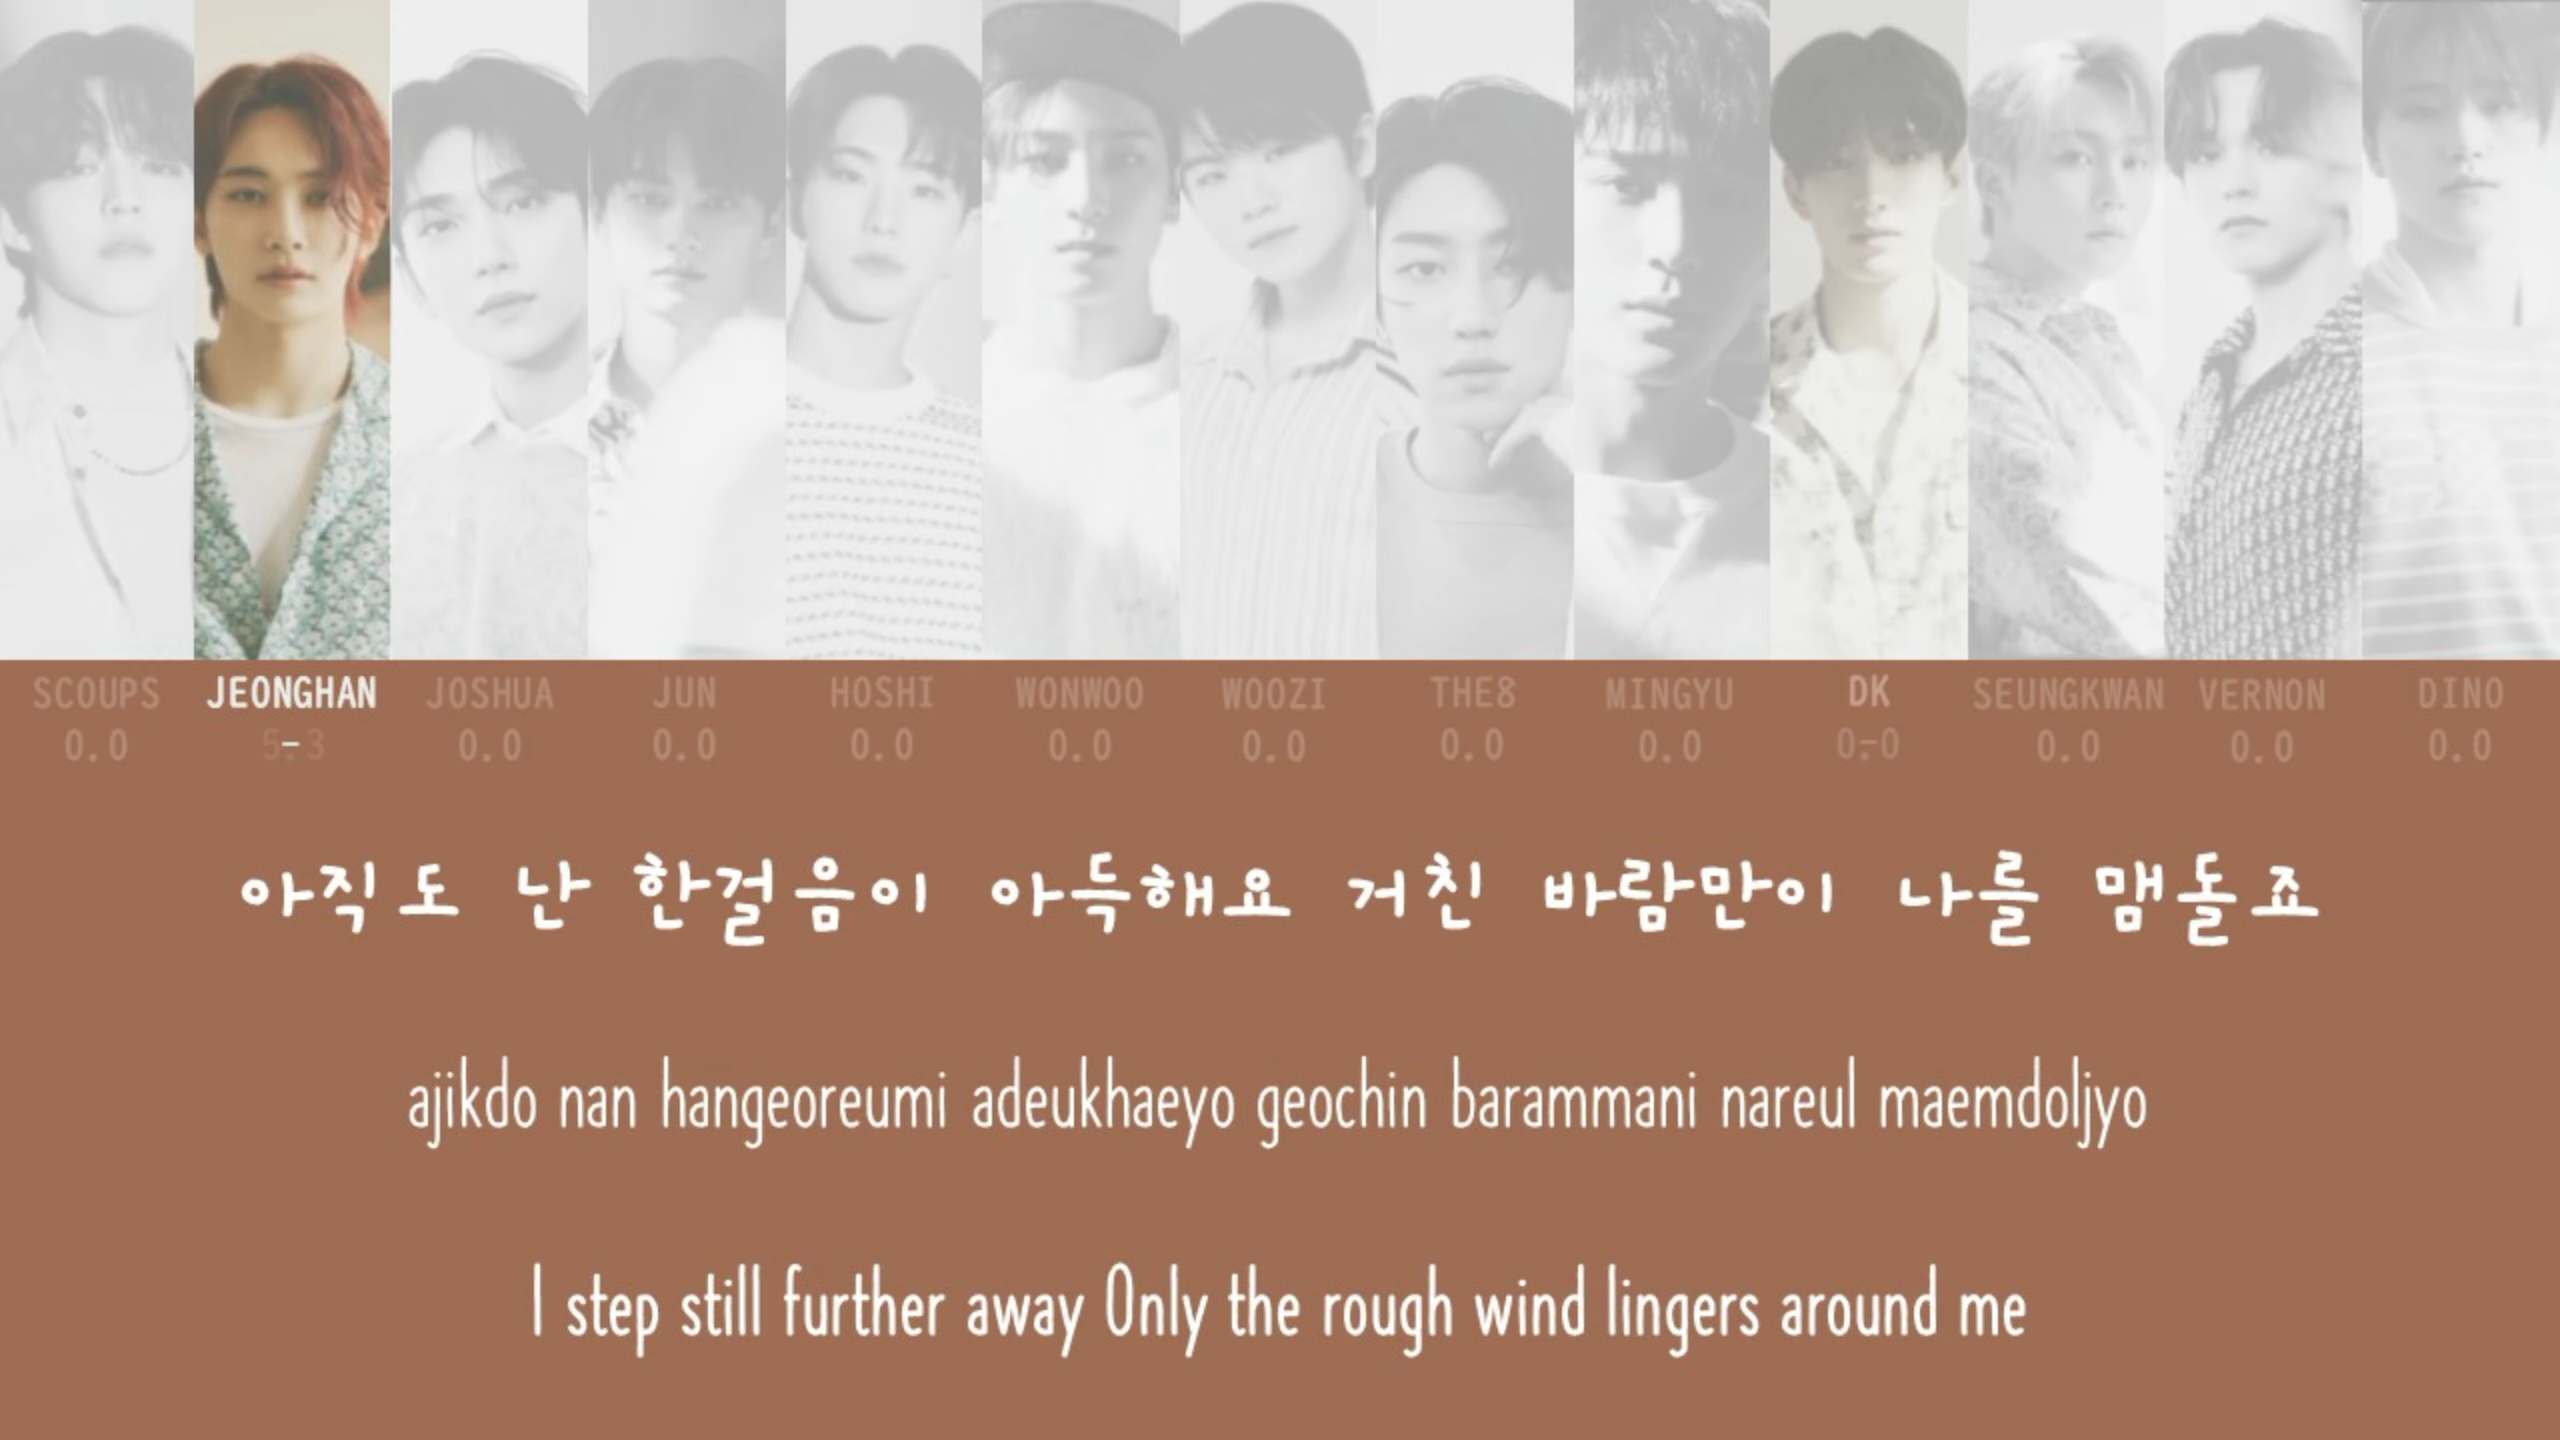 SCOUPS JEONGHAN JOSHUA JUN HOSHI WONWOO WOOZI THE8 MINGYU DK SEUNGKWAN VERNON DINO
0.0 0.0 0.0 0.0 0.0 0.0 0.0 0.0 0.0 0.0 0.0
아직도 난 한걸음이 아득해요 거친 바람만이 나를 맴돌죠
ajikdo nan hangeoreumi adeukhaeyo geochin barammani nareul maemdoljyo
I step still further away Only the rough wind lingers around me